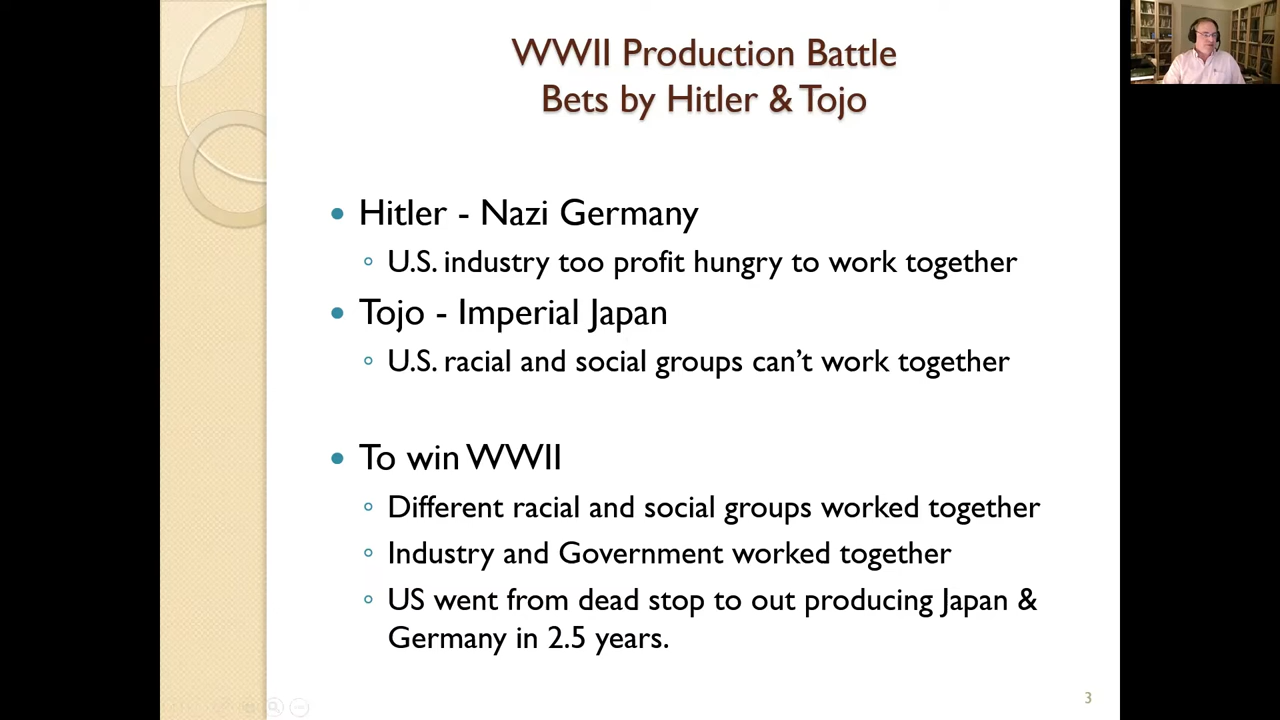 WWII Production Battle
Bets by Hitler & Tojo
Hitler - Nazi Germany
U.S. industry too profit hungry to work together
Tojo - Imperial Japan
U.S. racial and social groups can't work together
To win WWII
Different racial and social groups worked together
Industry and Government worked together
US went from dead stop to out producing Japan &
Germany in 2.5 years.
3